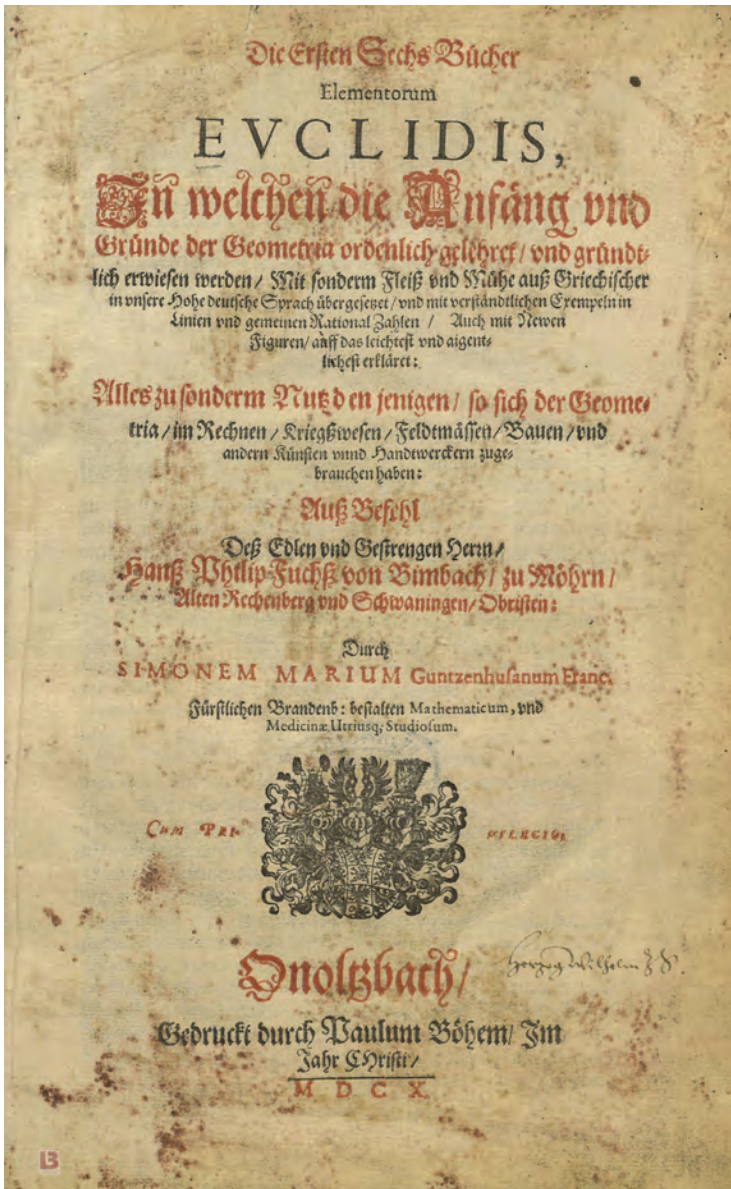 Die Ersten Sechs Bücher
Elementorum
EVCLIDIS,
In welchen die Anfäng vnd
Gründe der Geometria ordenlich gelehret / vnd gründt-
lich erwiesen werden / Mit sonderm Fleiß vnd Mühe auß Griechischer
in vnsere Hohe deutsche Sprach übergesetzet / vnd mit verständtlichen Exempeln in
Linien vnd gemeinen Rational Zahlen / Auch mit Newen
Figuren / auff das leichtest vnd aigent-
lichest erkläret:
Alles zu sonderm Nutz den jenigen / so sich der Geome-
tria / im Rechnen / Kriegßwesen / Feldtmässen / Bauen / vnd
andern Künsten vnnd Handtwerckern zuge-
brauchen haben:
Auß Befehl
Deß Edlen vnd Gestrengen Herrn /
Hanß Philip Fuchß von Bimbach / zu Möhrn /
Alten Rechenberg vnd Schwaningen / Obristen:
Durch
SIMONEM MARIUM Guntzenhusanum Franc.
Fürstlichen Brandenb: bestalten Mathematicum, vnd
Medicinæ Utriusq; Studiosum.
CUM PRI- VILEGIO.
Onoltzbach /
Herzog Wilhelm
Gedruckt durch Paulum Böhem / Im
Jahr CHristi /
M D C X